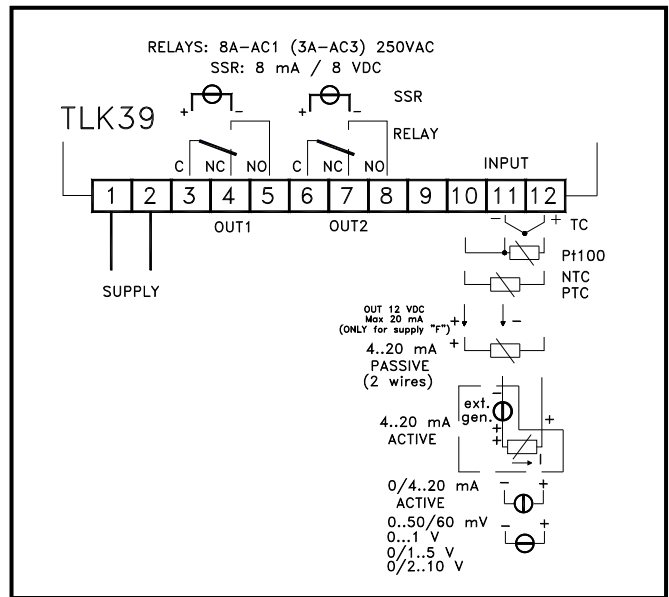 RELAYS: 8A-AC1 (3A-AC3) 250VAC
SSR: 8 mA / 8 VDC
SSR
+ - + -
TLK39
RELAY
C NC NO C NC NO INPUT
1 2 3 4 5 6 7 8 9 10 11 12
OUT1 OUT2
- + TC
Pt100
SUPPLY
NTC
PTC
OUT 12 VDC
Max 20 mA
(ONLY for supply "F")
+ -
4..20 mA
+
PASSIVE
(2 wires)
-
ext.
gen.
+
+
+
4..20 mA
ACTIVE
I
0/4..20 mA
- +
ACTIVE
0..50/60 mV
- +
0...1 V
0/1..5 V
0/2..10 V